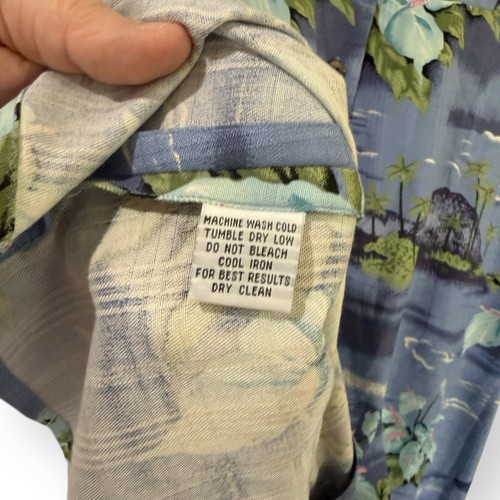 MACHINE WASH COLD
TUMBLE DRY LOW
DO NOT BLEACH
COOL IRON
FOR BEST RESULTS
DRY CLEAN